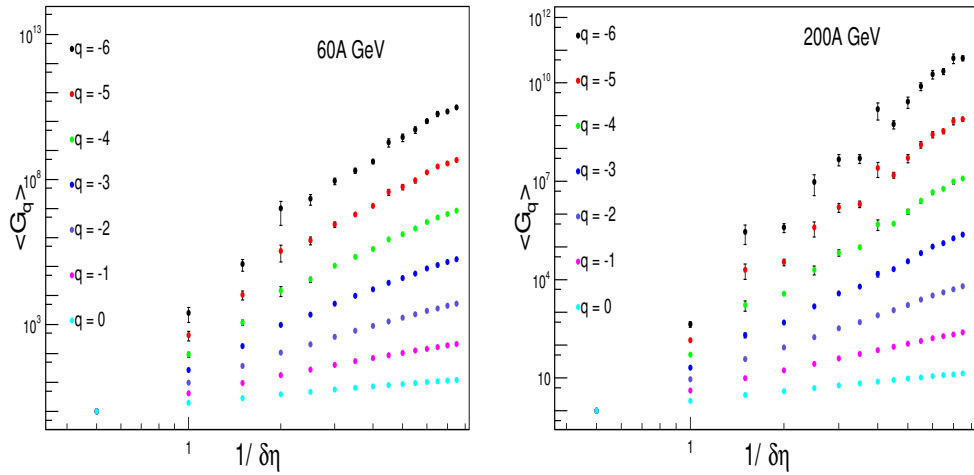 10^13
10^8
10^3
60A GeV
q = -6
q = -5
q = -4
q = -3
q = -2
q = -1
q = 0
<G_q>
1
1/ δη
10^12
10^10
10^7
10^4
10
200A GeV
q = -6
q = -5
q = -4
q = -3
q = -2
q = -1
q = 0
<G_q>
1
1/ δη